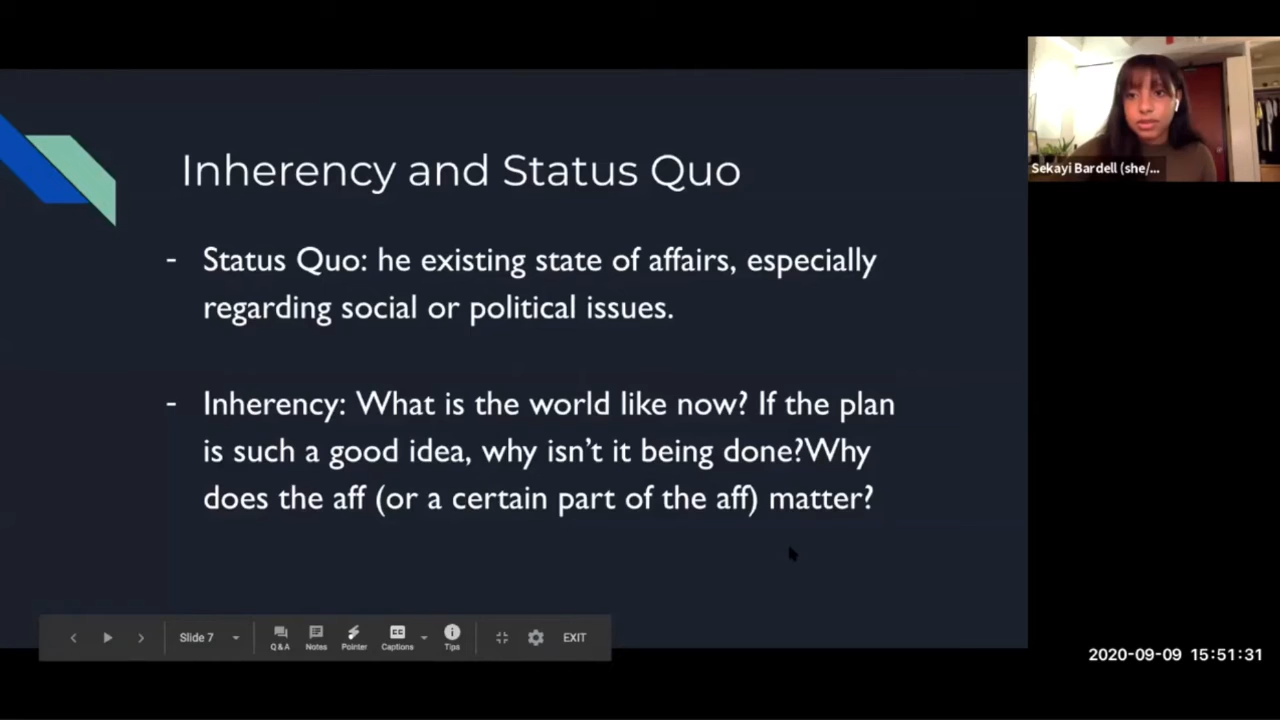 Inherency and Status Quo
- Status Quo: he existing state of affairs, especially
regarding social or political issues.
- Inherency: What is the world like now? If the plan
is such a good idea, why isn't it being done?Why
does the aff (or a certain part of the aff) matter?
Sekayi Bardell (she/...
Slide 7
Q&A
Notes
Pointer
Captions
Tips
EXIT
CC
2020-09-09 15:51:31